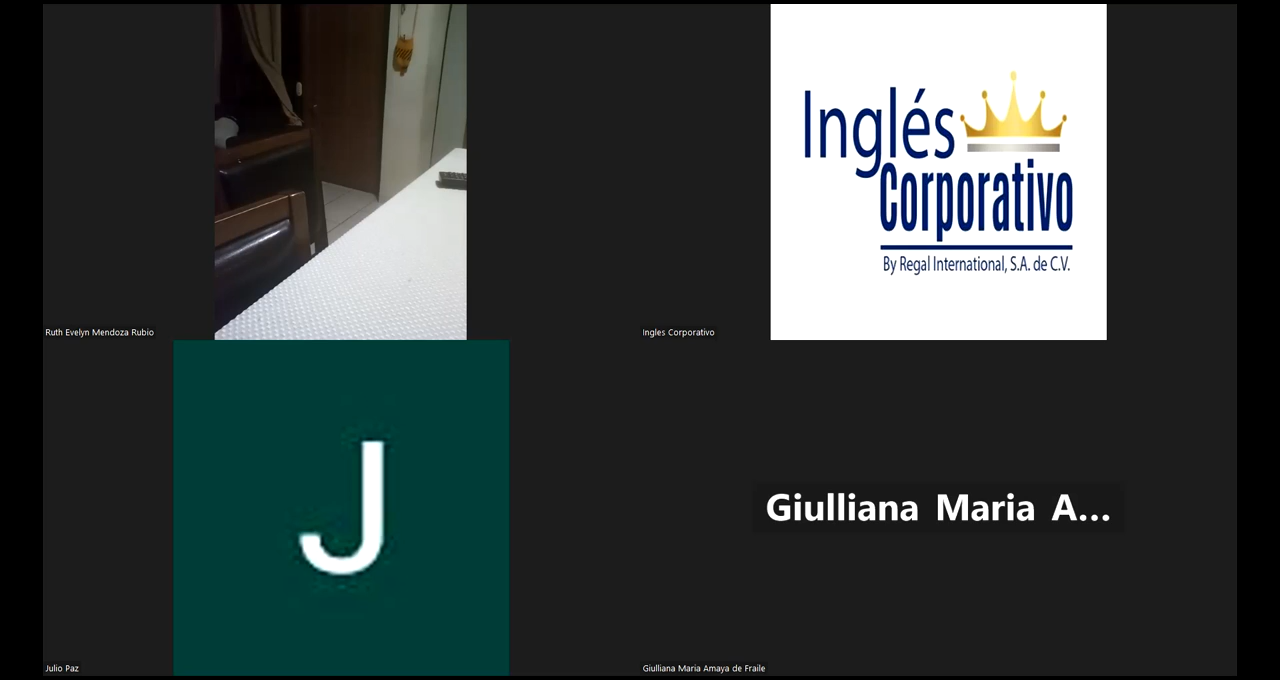 Inglés
Corporativo
By Regal International, S.A. de C.V.
Ruth Evelyn Mendoza Rubio
Ingles Corporativo
J
Giulliana Maria A...
Julio Paz
Giulliana Maria Amaya de Fraile